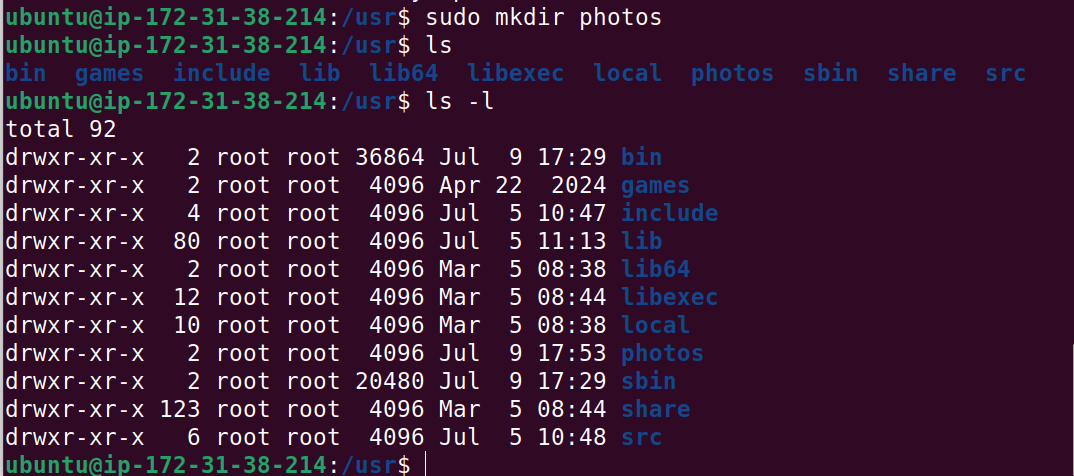 ubuntu@ip-172-31-38-214:/usr$ sudo mkdir photos
ubuntu@ip-172-31-38-214:/usr$ ls
bin  games  include  lib  lib64  libexec  local  photos  sbin  share  src
ubuntu@ip-172-31-38-214:/usr$ ls -l
total 92
drwxr-xr-x   2 root root 36864 Jul  9 17:29 bin
drwxr-xr-x   2 root root  4096 Apr 22  2024 games
drwxr-xr-x   4 root root  4096 Jul  5 10:47 include
drwxr-xr-x  80 root root  4096 Jul  5 11:13 lib
drwxr-xr-x   2 root root  4096 Mar  5 08:38 lib64
drwxr-xr-x  12 root root  4096 Mar  5 08:44 libexec
drwxr-xr-x  10 root root  4096 Mar  5 08:38 local
drwxr-xr-x   2 root root  4096 Jul  9 17:53 photos
drwxr-xr-x   2 root root 20480 Jul  9 17:29 sbin
drwxr-xr-x 123 root root  4096 Mar  5 08:44 share
drwxr-xr-x   6 root root  4096 Jul  5 10:48 src
ubuntu@ip-172-31-38-214:/usr$